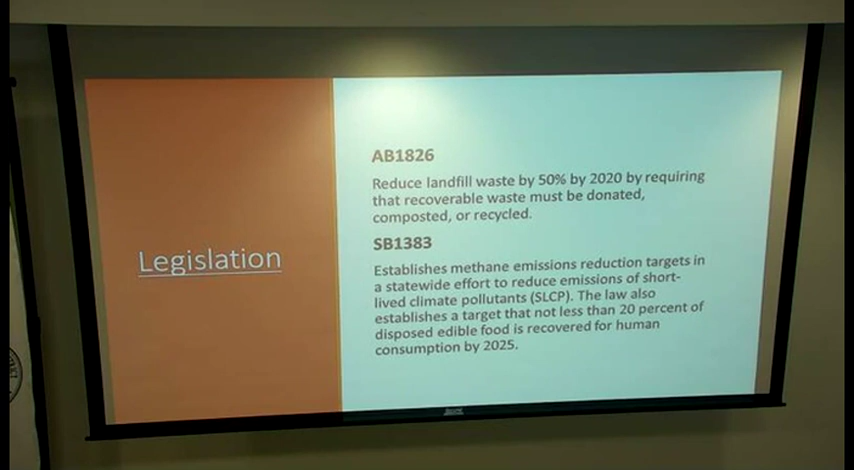 Legislation
AB1826
Reduce landfill waste by 50% by 2020 by requiring
that recoverable waste must be donated,
composted, or recycled.
SB1383
Establishes methane emissions reduction targets in
a statewide effort to reduce emissions of short-
lived climate pollutants (SLCP). The law also
establishes a target that not less than 20 percent of
disposed edible food is recovered for human
consumption by 2025.